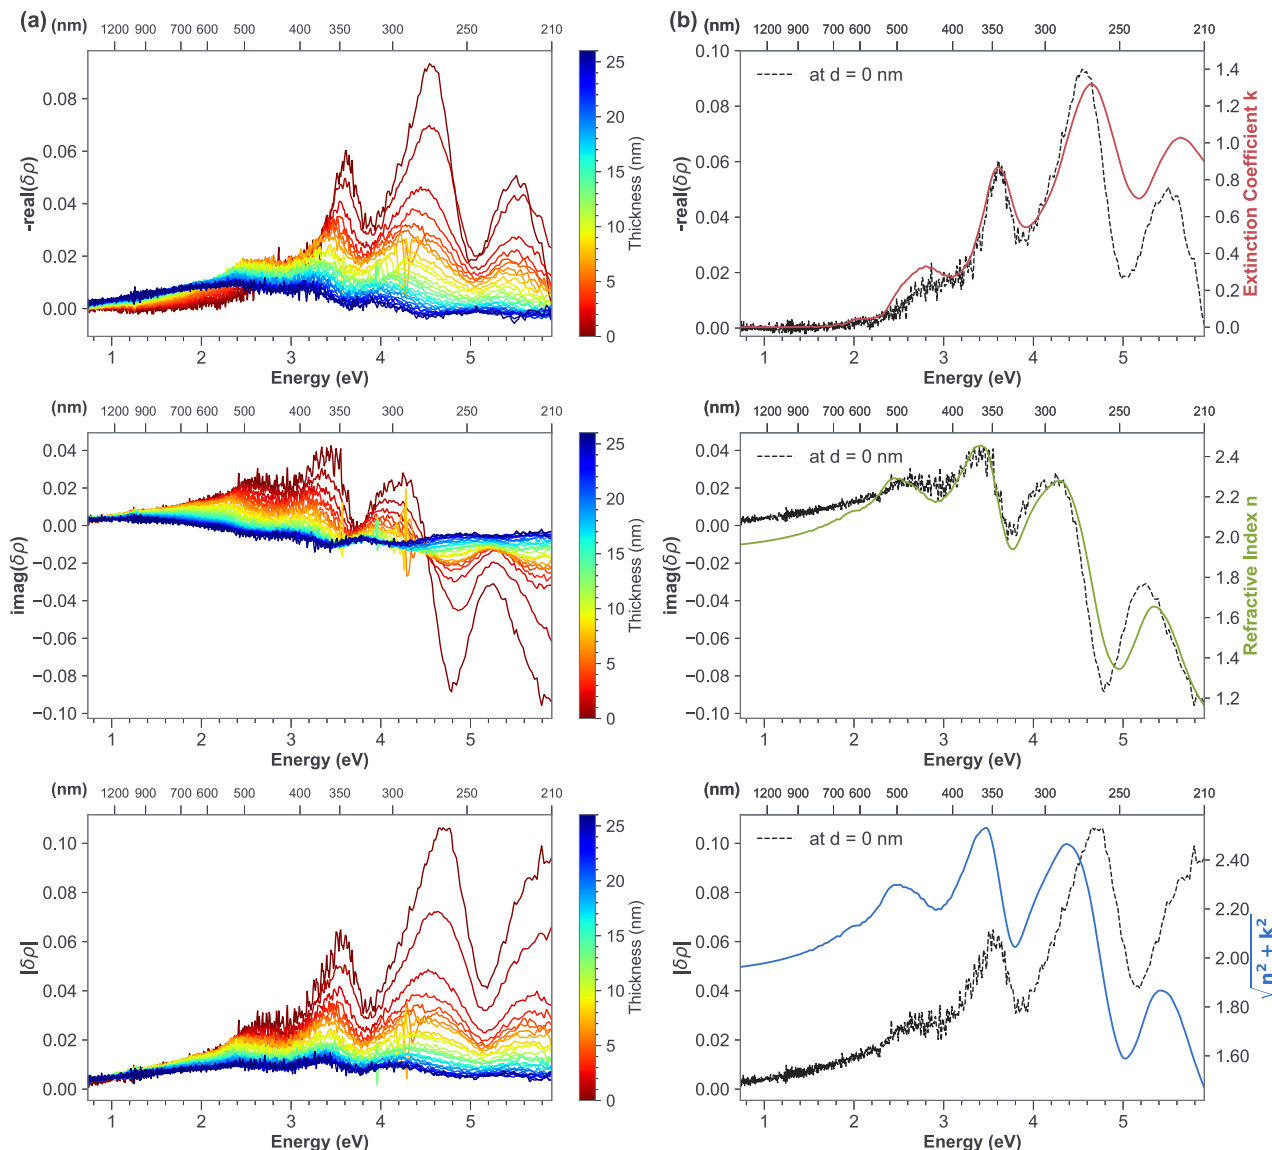 (a) (nm) 1200 900 700 600 500 400 350 300 250 210
0.08
0.06
0.04
0.02
0.00
-real(δρ)
1 2 3 4 5
Energy (eV)
25
20
15
10
5
0
Thickness (nm)
(b) (nm) 1200 900 700 600 500 400 350 300 250 210
at d = 0 nm
0.10
0.08
0.06
0.04
0.02
0.00
-real(δρ)
1 2 3 4 5
Energy (eV)
1.4
1.2
1.0
0.8
0.6
0.4
0.2
0.0
Extinction Coefficient k
(nm) 1200 900 700 600 500 400 350 300 250 210
0.04
0.02
0.00
−0.02
−0.04
−0.06
−0.08
−0.10
imag(δρ)
1 2 3 4 5
Energy (eV)
25
20
15
10
5
0
Thickness (nm)
(nm) 1200 900 700 600 500 400 350 300 250 210
at d = 0 nm
0.04
0.02
0.00
−0.02
−0.04
−0.06
−0.08
−0.10
imag(δρ)
1 2 3 4 5
Energy (eV)
2.4
2.2
2.0
1.8
1.6
1.4
1.2
Refractive Index n
(nm) 1200 900 700 600 500 400 350 300 250 210
0.10
0.08
0.06
0.04
0.02
0.00
|δρ|
1 2 3 4 5
Energy (eV)
25
20
15
10
5
0
Thickness (nm)
(nm) 1200 900 700 600 500 400 350 300 250 210
at d = 0 nm
0.10
0.08
0.06
0.04
0.02
0.00
|δρ|
1 2 3 4 5
Energy (eV)
2.40
2.20
2.00
1.80
1.60
√n² + k²